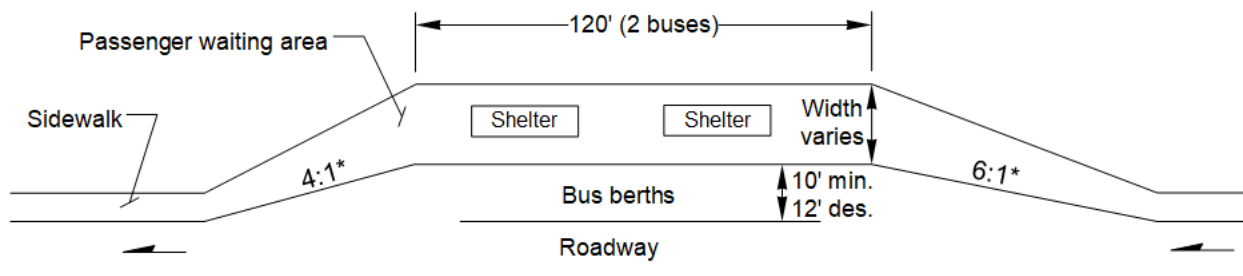 120' (2 buses)
Passenger waiting area
Sidewalk
Shelter
Shelter
Width
varies
4:1*
6:1*
Bus berths
10' min.
12' des.
Roadway